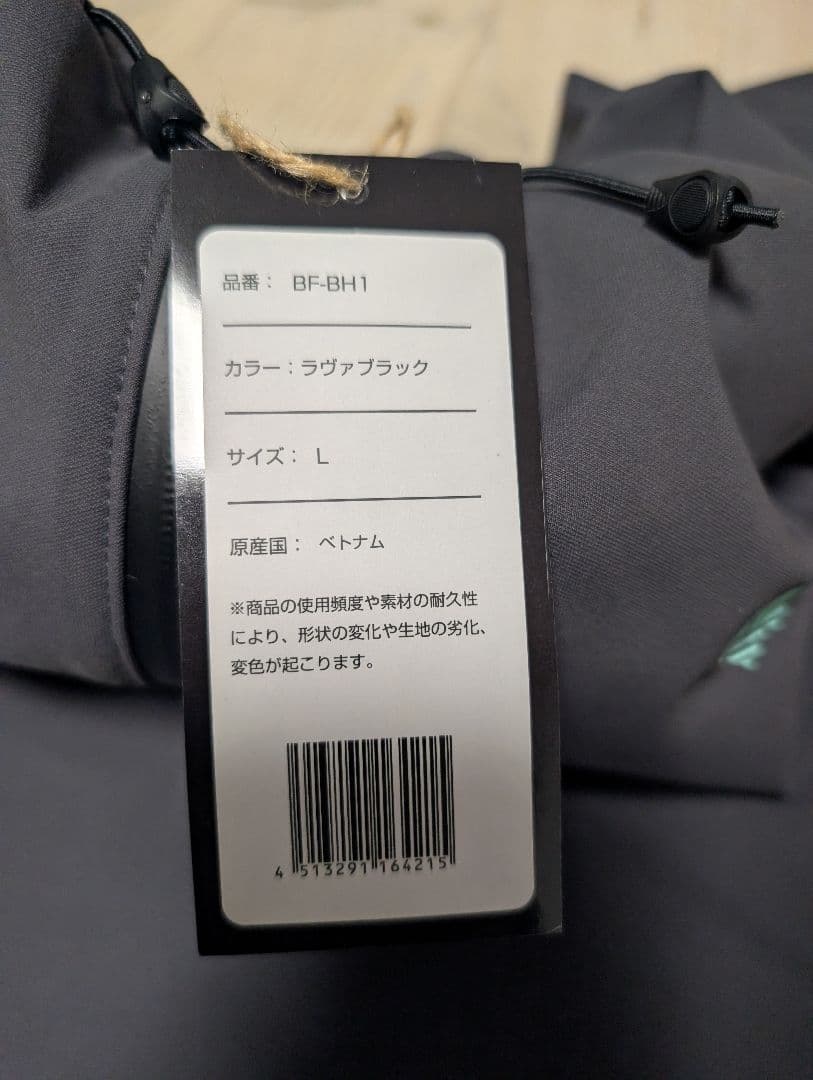 品番： BF-BH1
カラー：ラヴァブラック
サイズ： L
原産国： ベトナム
※商品の使用頻度や素材の耐久性
により、形状の変化や生地の劣化、
変色が起こります。
4 513291 164215